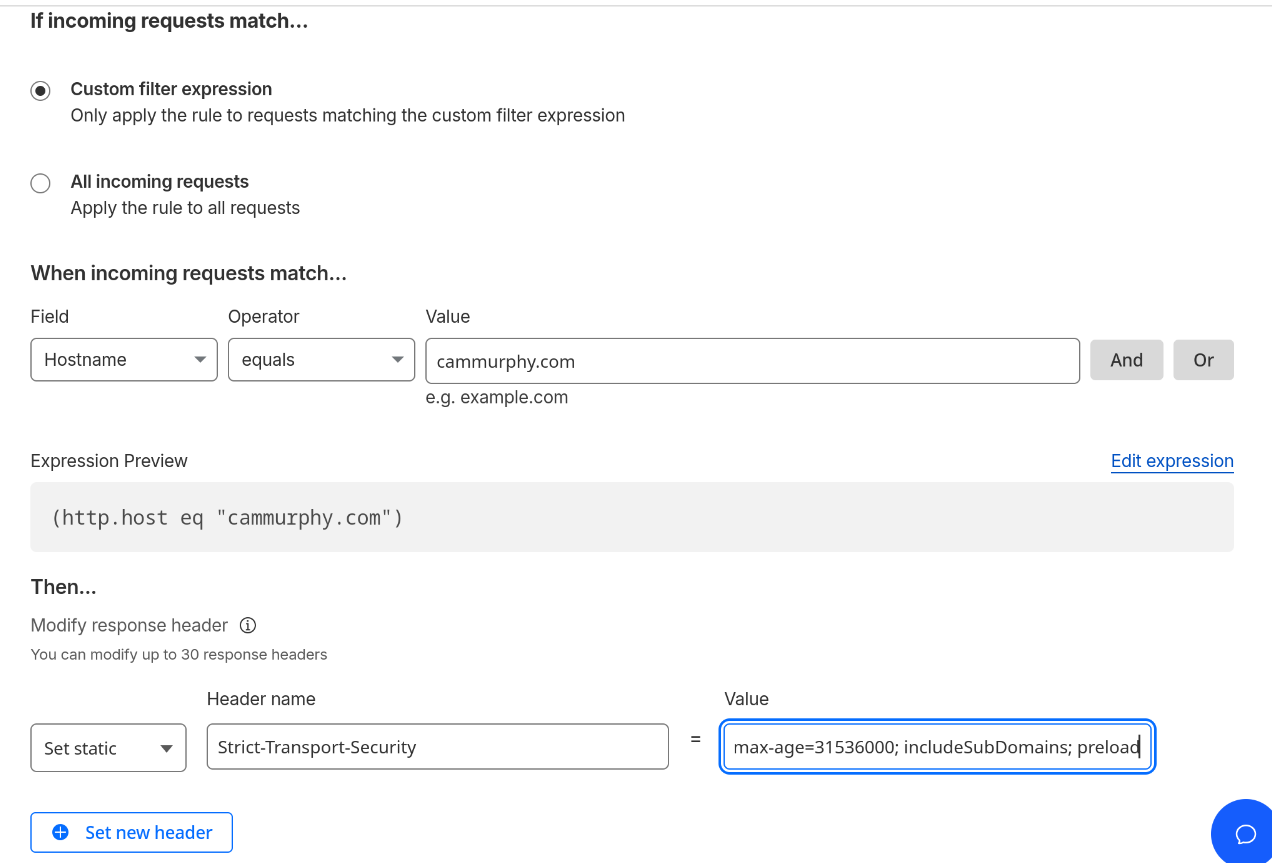 If incoming requests match...
Custom filter expression
Only apply the rule to requests matching the custom filter expression
All incoming requests
Apply the rule to all requests
When incoming requests match...
Field Operator Value
Hostname equals cammurphy.com And Or
e.g. example.com
Expression Preview Edit expression
(http.host eq "cammurphy.com")
Then...
Modify response header
You can modify up to 30 response headers
Header name Value
Set static Strict-Transport-Security = max-age=31536000; includeSubDomains; preload
Set new header